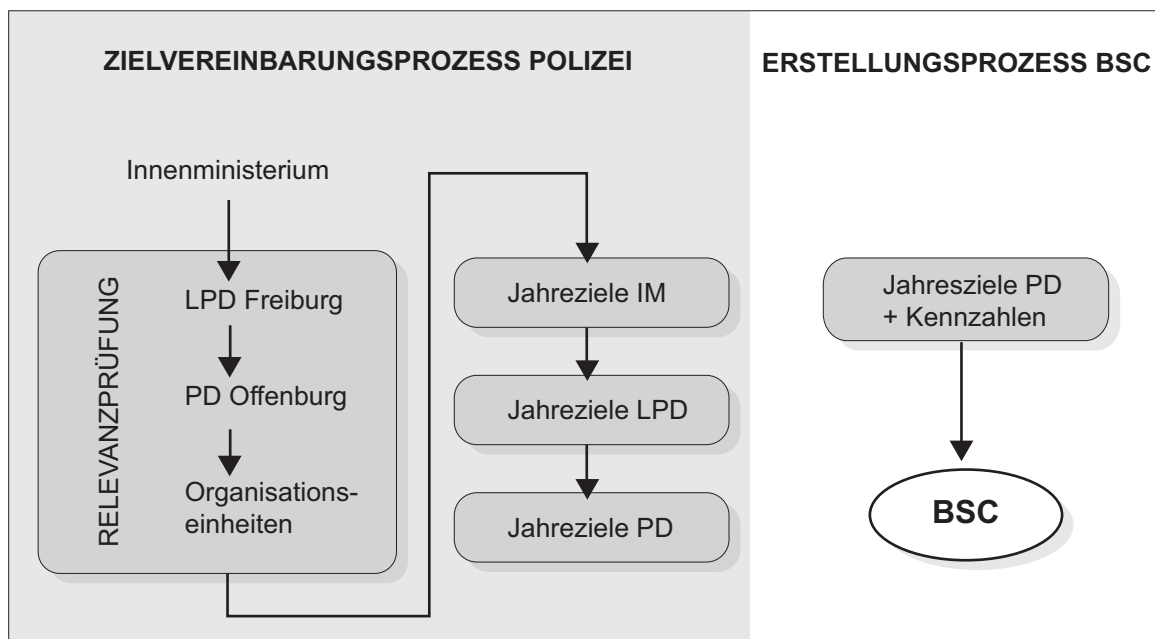 ZIELVEREINBARUNGSPROZESS POLIZEI
Innenministerium
RELEVANZPRÜFUNG
LPD Freiburg
PD Offenburg
Organisations-
einheiten
Jahreziele IM
Jahreziele LPD
Jahreziele PD
ERSTELLUNGSPROZESS BSC
Jahresziele PD
+ Kennzahlen
BSC